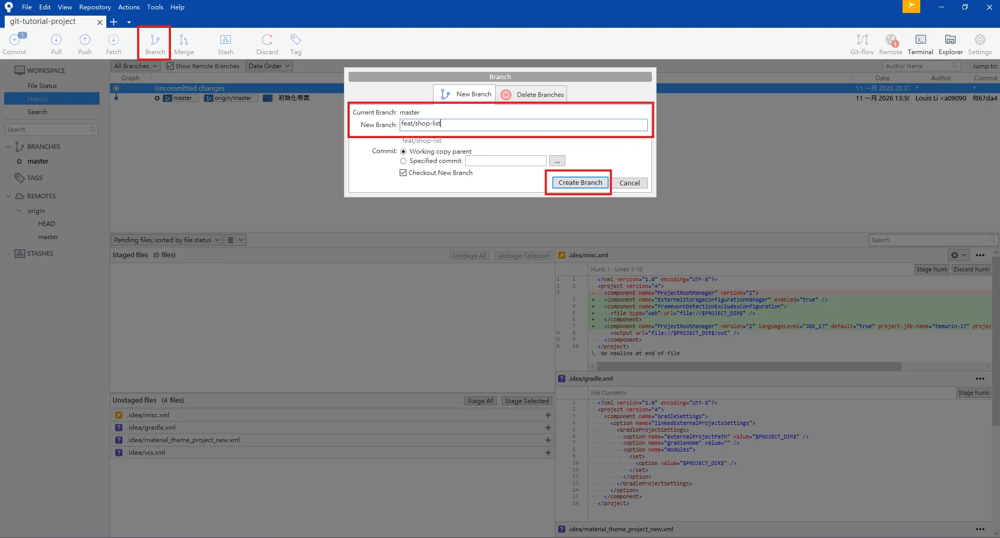 File Edit View Repository Actions Tools Help
git-tutorial-project
1
Commit Pull Push Fetch Branch Merge Stash Discard Tag Git-flow Remote Terminal Explorer Settings
WORKSPACE
File Status
History
Search
Search
BRANCHES
master
TAGS
REMOTES
origin
HEAD
master
STASHES
All Branches Show Remote Branches Date Order Author Name Jump to:
Graph Date Author Commit
Uncommitted changes 11 一月 2026 20:37 * *
master origin/master ... 初始化專案 11 一月 2026 13:50 Louis Li <a09090 f867da4
Branch
New Branch Delete Branches
Current Branch: master
New Branch: feat/shop-list
feat/shop-list
Commit: Working copy parent
Specified commit: ...
Checkout New Branch
Create Branch Cancel
Pending files, sorted by file status Search
Staged files (0 files) Unstage All Unstage Selected
Unstaged files (4 files) Stage All Stage Selected
.idea/misc.xml
.idea/gradle.xml
.idea/material_theme_project_new.xml
.idea/vcs.xml
.idea/misc.xml
Hunk 1 : Lines 1-10 Stage hunk Discard hunk
1 1 <?xml version="1.0" encoding="UTF-8"?>
2 2 <project version="4">
3 - <component name="ProjectRootManager" version="2">
3 + <component name="ExternalStorageConfigurationManager" enabled="true" />
4 + <component name="FrameworkDetectionExcludesConfiguration">
5 + <file type="web" url="file://$PROJECT_DIR$" />
6 + </component>
7 + <component name="ProjectRootManager" version="2" languageLevel="JDK_17" default="true" project-jdk-name="temurin-17" projec
4 8 <output url="file://$PROJECT_DIR$/out" />
5 9 </component>
6 10 </project>
\ No newline at end of file
.idea/gradle.xml
File Contents Stage hunk
1 <?xml version="1.0" encoding="UTF-8"?>
2 <project version="4">
3 <component name="GradleSettings">
4 <option name="linkedExternalProjectsSettings">
5 <GradleProjectSettings>
6 <option name="externalProjectPath" value="$PROJECT_DIR$" />
7 <option name="gradleHome" value="" />
8 <option name="modules">
9 <set>
10 <option value="$PROJECT_DIR$" />
11 </set>
12 </option>
13 </GradleProjectSettings>
14 </option>
15 </component>
16 </project>
.idea/material_theme_project_new.xml